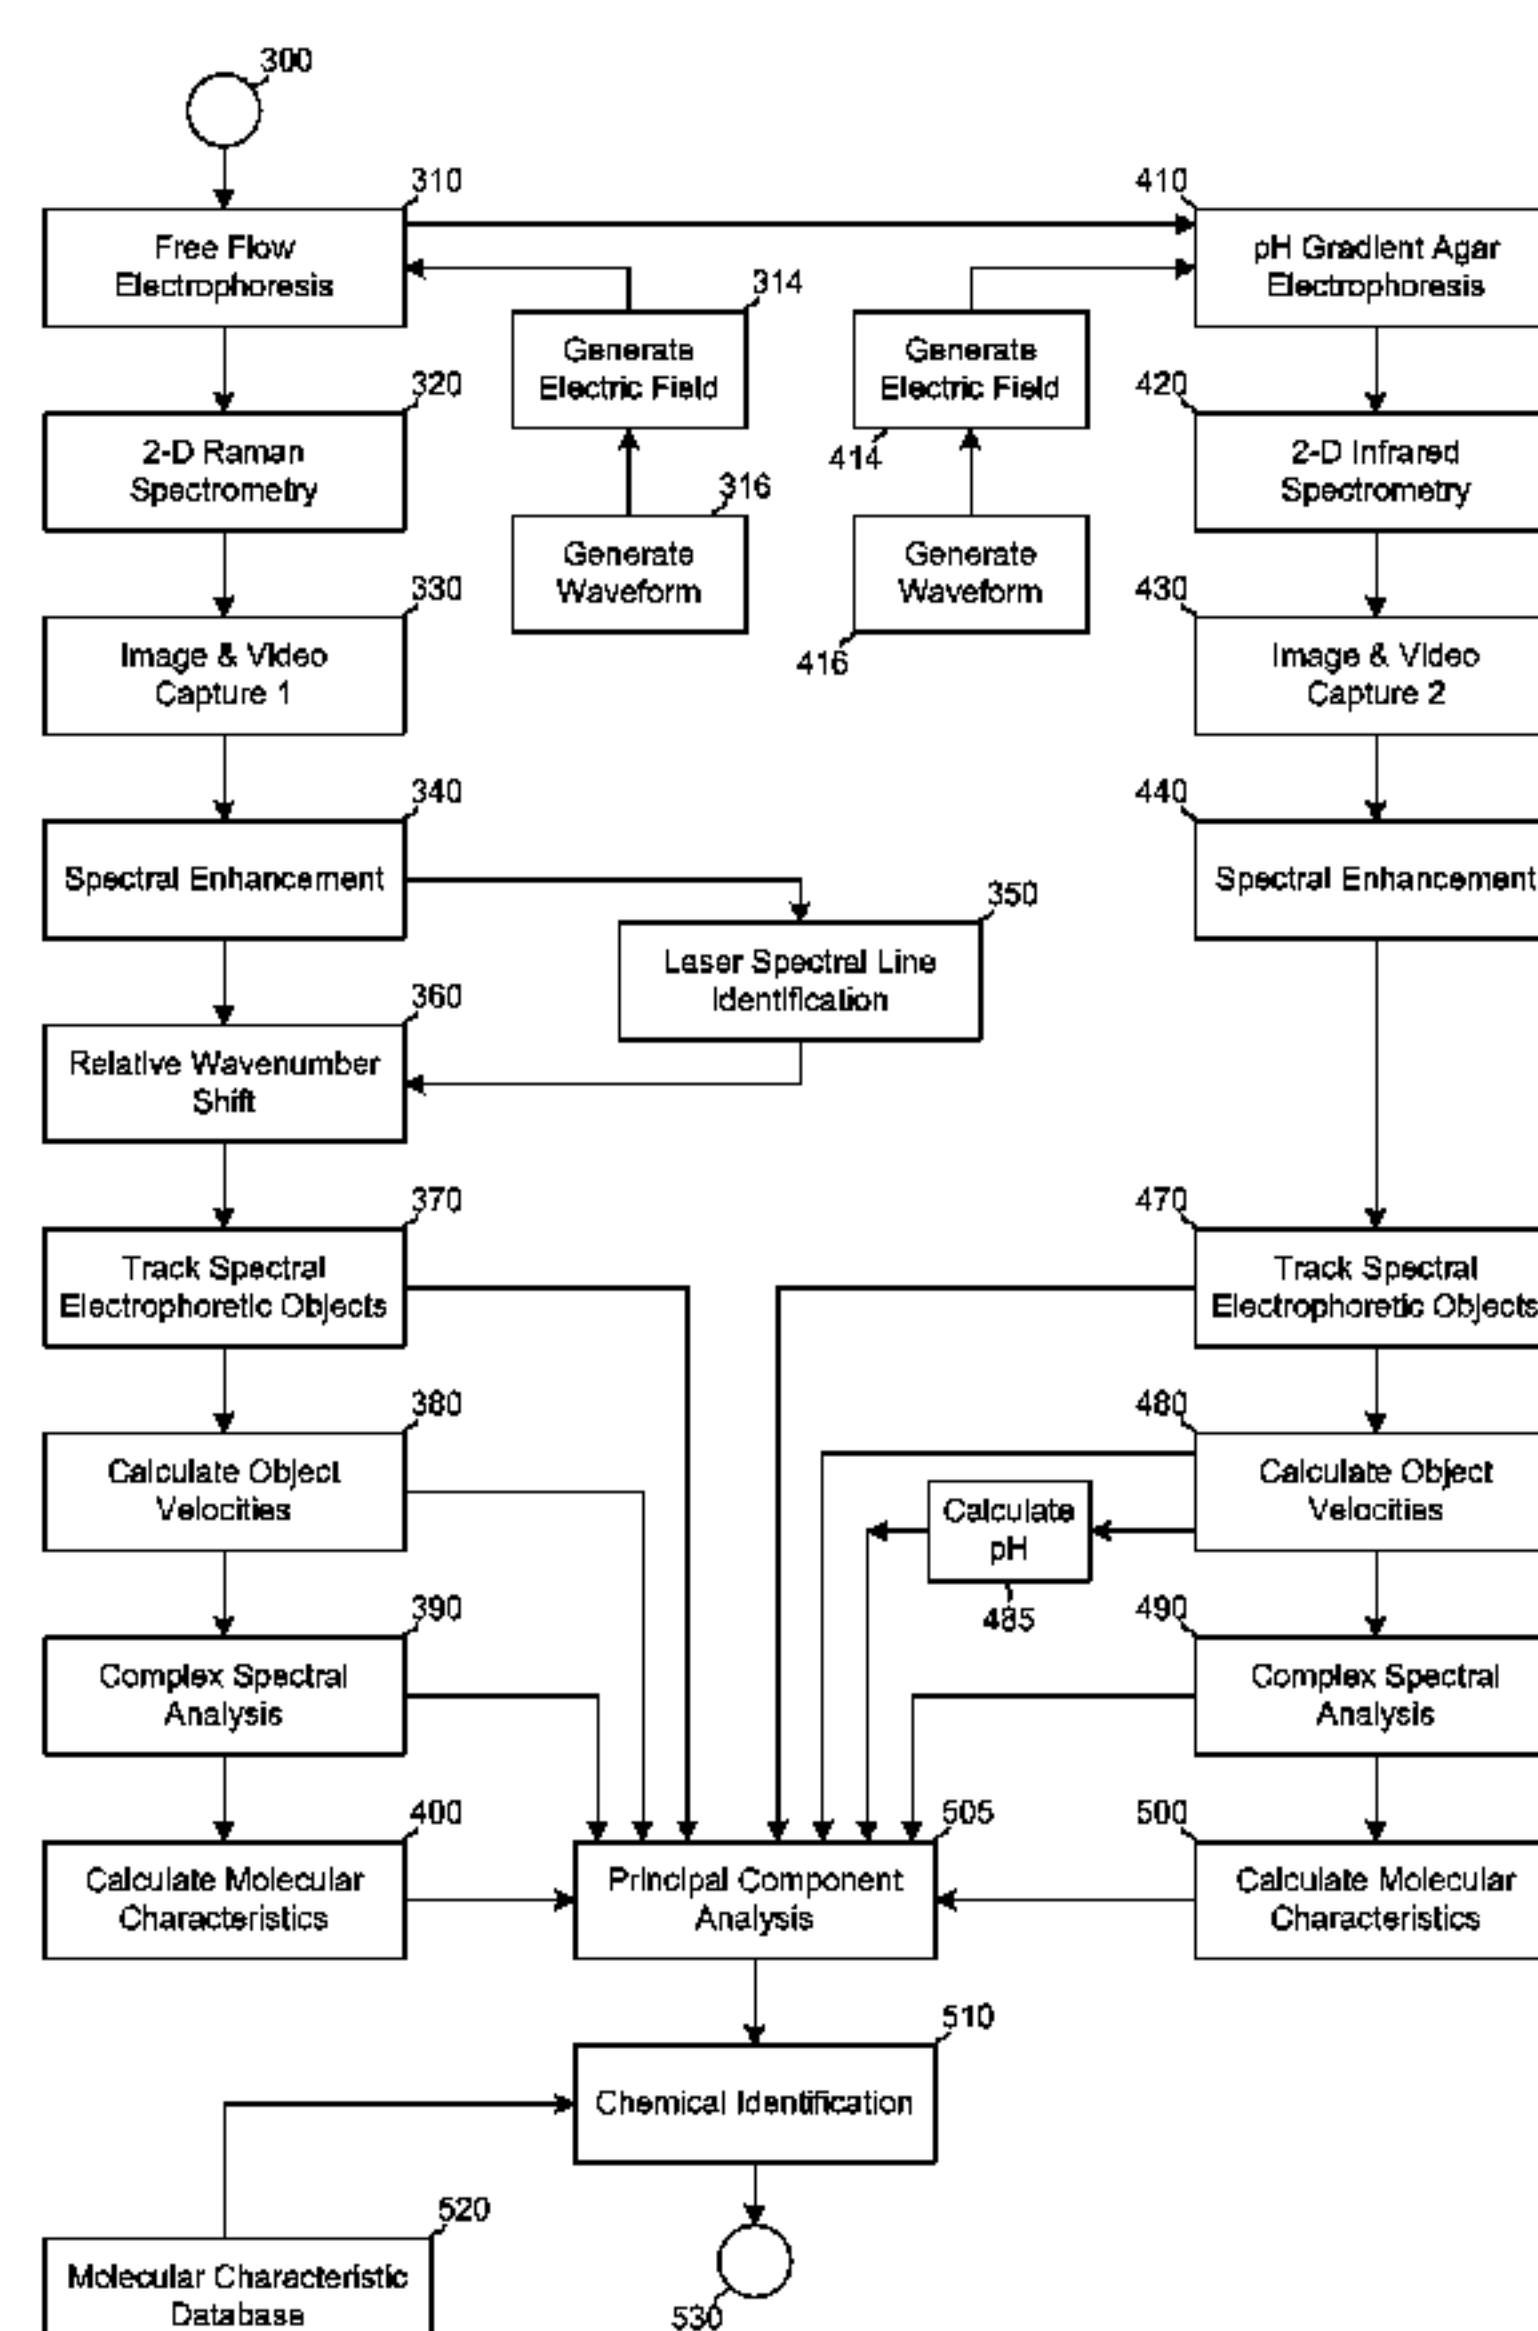 300
310
410
Free Flow
Electrophoresis
pH Gradient Agar
Electrophoresis
314
Generate
Electric Field
Generate
Electric Field
414
320
420
2-D Raman
Spectrometry
2-D Infrared
Spectrometry
316
Generate
Waveform
Generate
Waveform
416
330
430
Image & Video
Capture 1
Image & Video
Capture 2
340
440
Spectral Enhancement
Spectral Enhancement
350
Laser Spectral Line
Identification
360
Relative Wavenumber
Shift
370
470
Track Spectral
Electrophoretic Objects
Track Spectral
Electrophoretic Objects
380
480
Calculate Object
Velocities
Calculate Object
Velocities
Calculate
pH
485
390
490
Complex Spectral
Analysis
Complex Spectral
Analysis
400
505
500
Calculate Molecular
Characteristics
Principal Component
Analysis
Calculate Molecular
Characteristics
510
Chemical Identification
520
Molecular Characteristic
Database
530